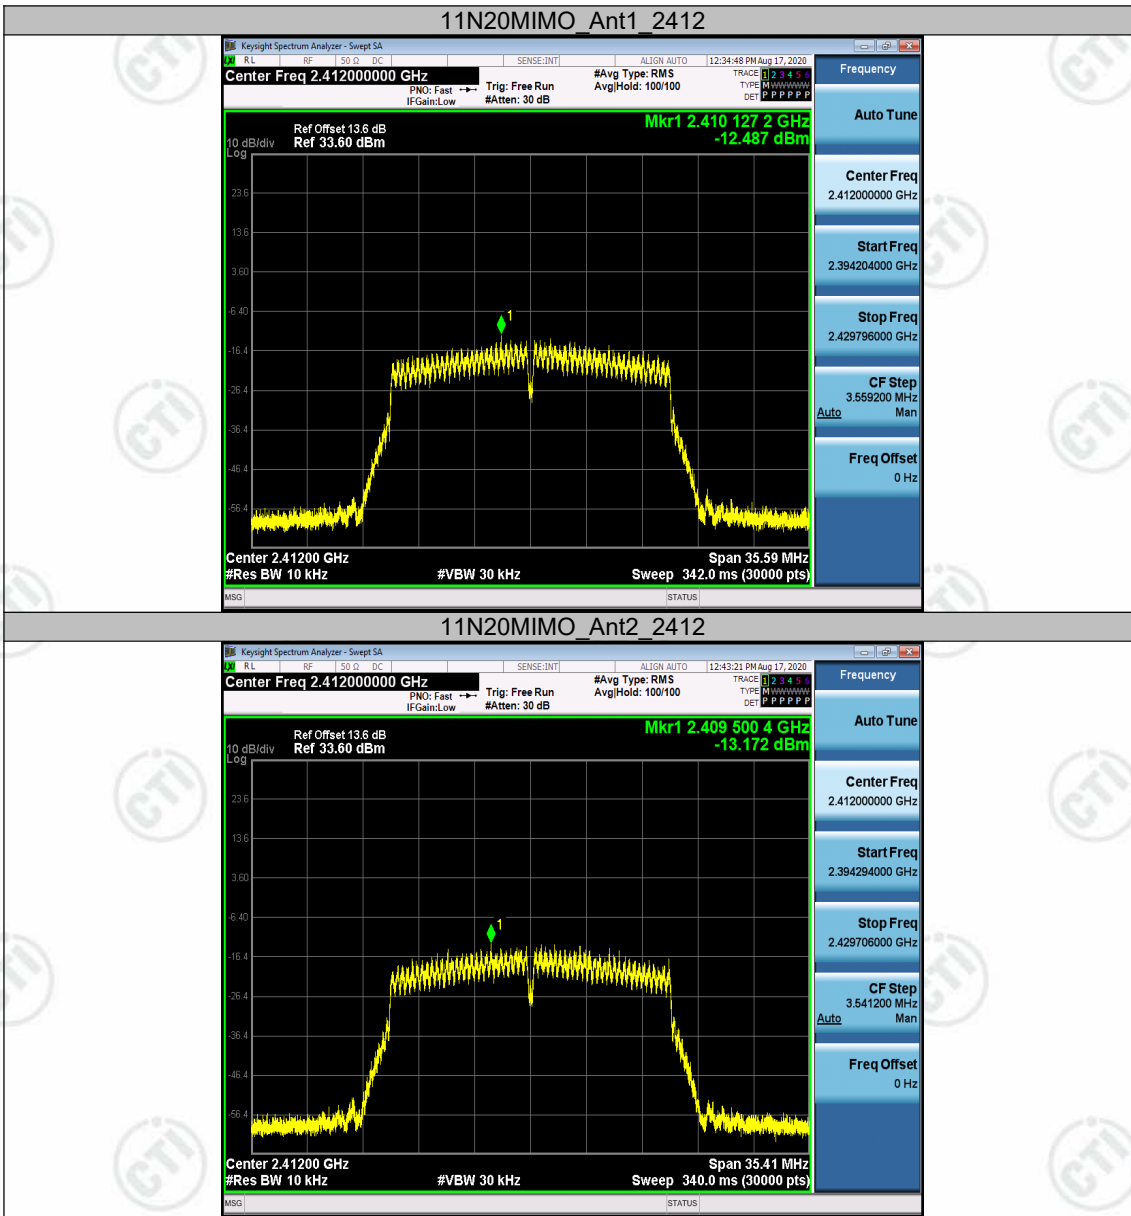 11N20MIMO_Ant1_2412
Keysight Spectrum Analyzer - Swept SA
LXI RL RF 50 Ω DC SENSE:INT ALIGN AUTO 12:34:48 PM Aug 17, 2020
Center Freq 2.412000000 GHz
PNO: Fast
IFGain:Low
Trig: Free Run
#Atten: 30 dB
#Avg Type: RMS
Avg|Hold: 100/100
TRACE 1 2 3 4 5 6
TYPE M W W W W W
DET P P P P P P
Frequency
Auto Tune
Center Freq
2.412000000 GHz
Start Freq
2.394204000 GHz
Stop Freq
2.429796000 GHz
CF Step
3.559200 MHz
Auto Man
Freq Offset
0 Hz
Mkr1 2.410 127 2 GHz
-12.487 dBm
Ref Offset 13.6 dB
10 dB/div Ref 33.60 dBm
Log
23.6
13.6
3.60
-6.40
-16.4
-26.4
-36.4
-46.4
-56.4
1
Center 2.41200 GHz Span 35.59 MHz
#Res BW 10 kHz #VBW 30 kHz Sweep 342.0 ms (30000 pts)
MSG STATUS
11N20MIMO_Ant2_2412
Keysight Spectrum Analyzer - Swept SA
LXI RL RF 50 Ω DC SENSE:INT ALIGN AUTO 12:43:21 PM Aug 17, 2020
Center Freq 2.412000000 GHz
PNO: Fast
IFGain:Low
Trig: Free Run
#Atten: 30 dB
#Avg Type: RMS
Avg|Hold: 100/100
TRACE 1 2 3 4 5 6
TYPE M W W W W W
DET P P P P P P
Frequency
Auto Tune
Center Freq
2.412000000 GHz
Start Freq
2.394294000 GHz
Stop Freq
2.429706000 GHz
CF Step
3.541200 MHz
Auto Man
Freq Offset
0 Hz
Mkr1 2.409 500 4 GHz
-13.172 dBm
Ref Offset 13.6 dB
10 dB/div Ref 33.60 dBm
Log
23.6
13.6
3.60
-6.40
-16.4
-26.4
-36.4
-46.4
-56.4
1
Center 2.41200 GHz Span 35.41 MHz
#Res BW 10 kHz #VBW 30 kHz Sweep 340.0 ms (30000 pts)
MSG STATUS
CTI